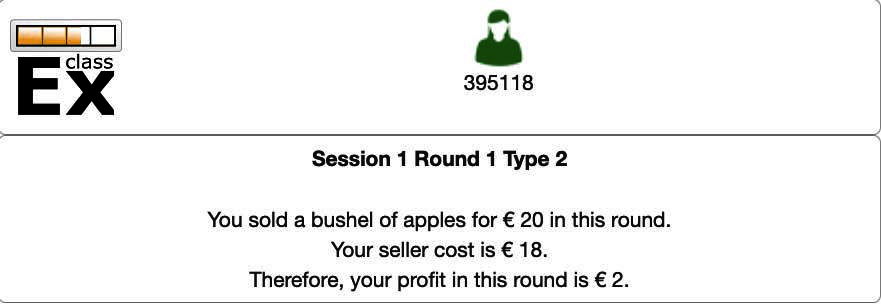 class
Ex
395118
Session 1 Round 1 Type 2
You sold a bushel of apples for € 20 in this round.
Your seller cost is € 18.
Therefore, your profit in this round is € 2.